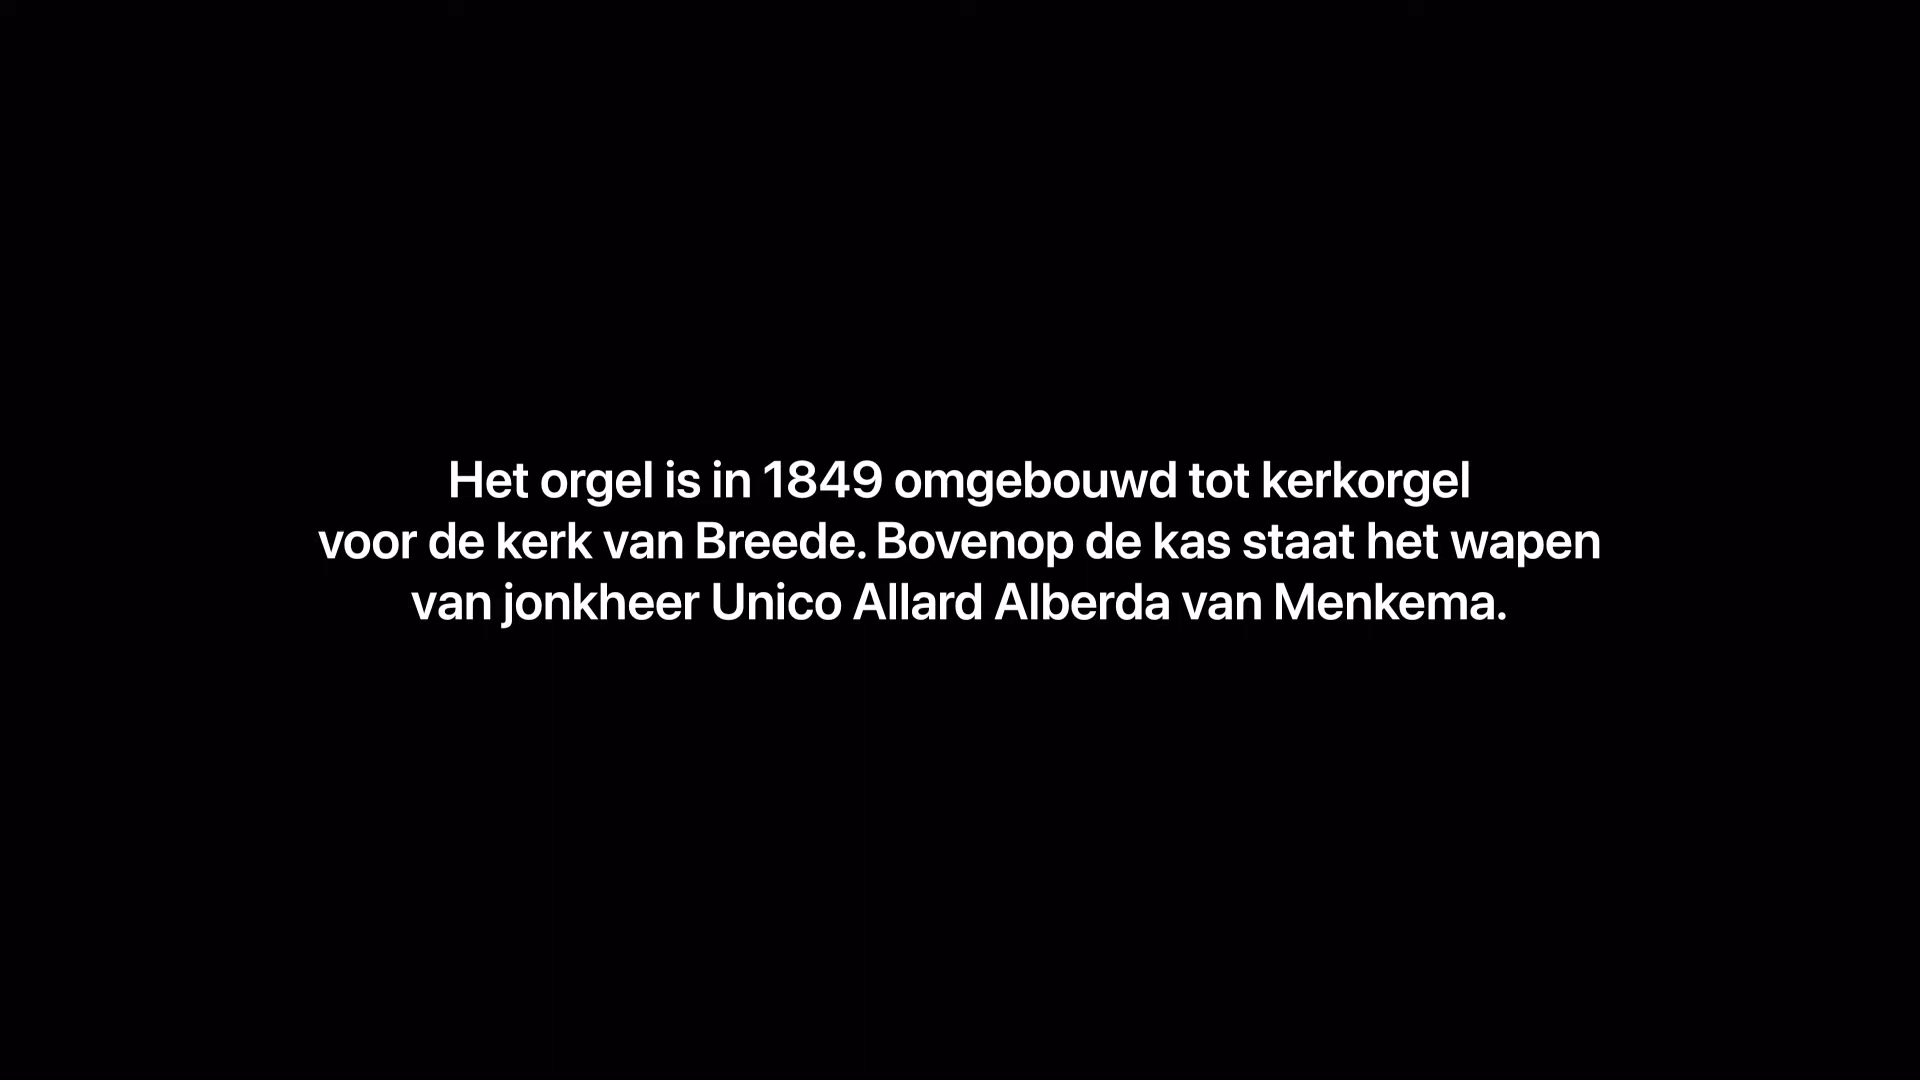 Het orgel is in 1849 omgebouwd tot kerkorgel
voor de kerk van Breede. Bovenop de kas staat het wapen
van jonkheer Unico Allard Alberda van Menkema.